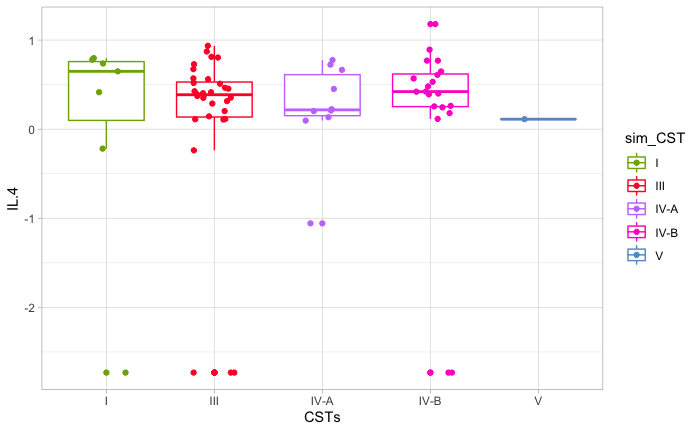 1
0
-1
-2
IL.4
I
III
IV-A
IV-B
V
CSTs
sim_CST
I
III
IV-A
IV-B
V